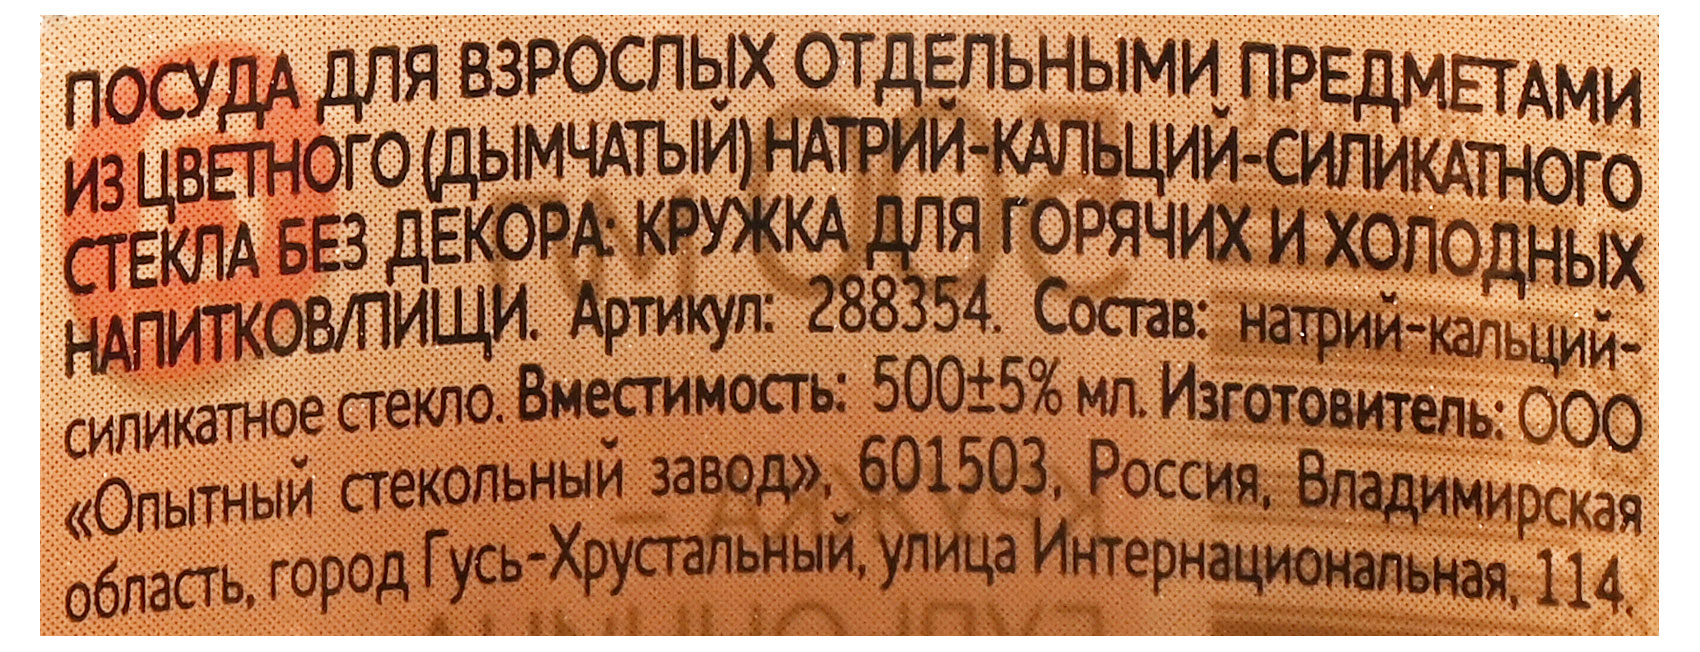 ПОСУДА ДЛЯ ВЗРОСЛЫХ ОТДЕЛЬНЫМИ ПРЕДМЕТАМИ
ИЗ ЦВЕТНОГО (ДЫМЧАТЫЙ) НАТРИЙ-КАЛЬЦИЙ-СИЛИКАТНОГО
СТЕКЛА БЕЗ ДЕКОРА: КРУЖКА ДЛЯ ГОРЯЧИХ И ХОЛОДНЫХ
НАПИТКОВ/ПИЩИ. Артикул: 288354. Состав: натрий-кальций-
силикатное стекло. Вместимость: 500±5% мл. Изготовитель: ООО
«Опытный стекольный завод», 601503, Россия, Владимирская
область, город Гусь-Хрустальный, улица Интернациональная, 114.